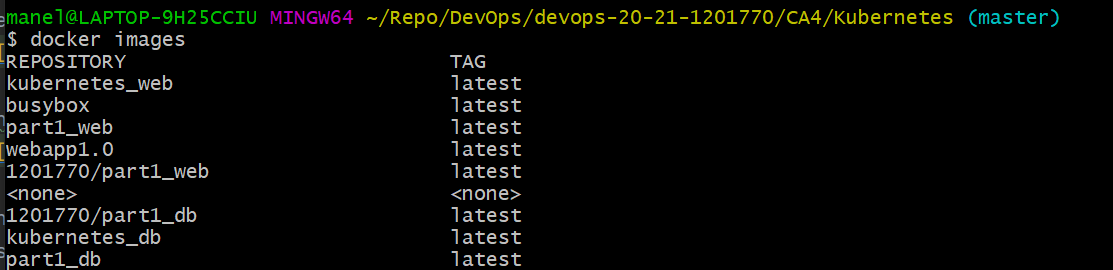 manel@LAPTOP-9H25CCIU MINGW64 ~/Repo/DevOps/devops-20-21-1201770/CA4/Kubernetes (master)
$ docker images
REPOSITORY TAG
kubernetes_web latest
busybox latest
part1_web latest
webapp1.0 latest
1201770/part1_web latest
<none> <none>
1201770/part1_db latest
kubernetes_db latest
part1_db latest